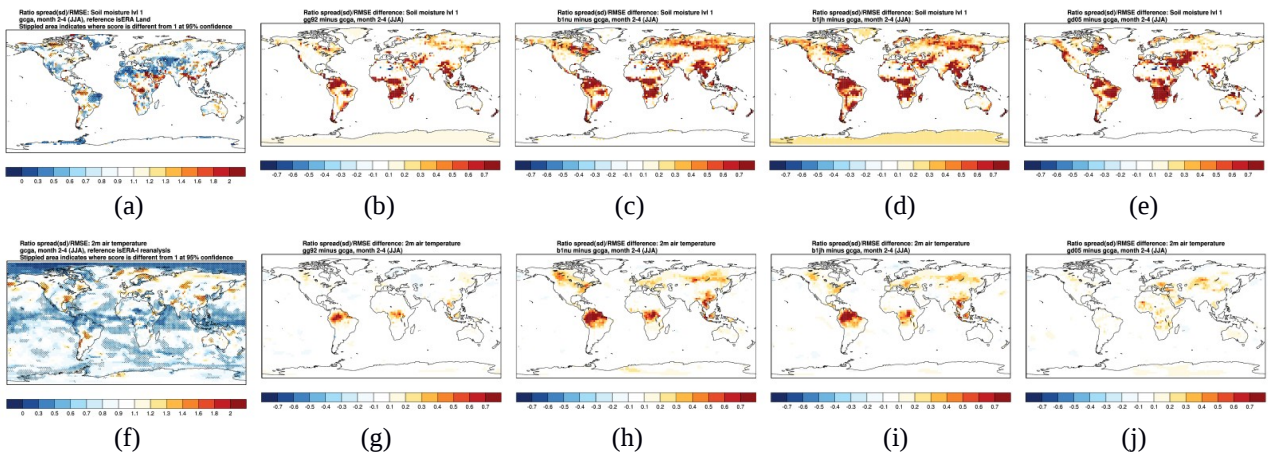 Ratio spread(sd)/RMSE: Soil moisture lvl 1
gcga, month 2-4 (JJA), reference isERA Land
Stippled area indicates where score is different from 1 at 95% confidence
0 0.3 0.5 0.7 0.8 0.9 1.1 1.2 1.3 1.4 1.6 1.8 2
(a)
Ratio spread(sd)/RMSE difference: Soil moisture lvl 1
gg92 minus gcga, month 2-4 (JJA)
-0.7 -0.6 -0.5 -0.4 -0.3 -0.2 -0.1 0.1 0.2 0.3 0.4 0.5 0.6 0.7
(b)
Ratio spread(sd)/RMSE difference: Soil moisture lvl 1
b1nu minus gcga, month 2-4 (JJA)
-0.7 -0.6 -0.5 -0.4 -0.3 -0.2 -0.1 0.1 0.2 0.3 0.4 0.5 0.6 0.7
(c)
Ratio spread(sd)/RMSE difference: Soil moisture lvl 1
b1jh minus gcga, month 2-4 (JJA)
-0.7 -0.6 -0.5 -0.4 -0.3 -0.2 -0.1 0.1 0.2 0.3 0.4 0.5 0.6 0.7
(d)
Ratio spread(sd)/RMSE difference: Soil moisture lvl 1
gd05 minus gcga, month 2-4 (JJA)
-0.7 -0.6 -0.5 -0.4 -0.3 -0.2 -0.1 0.1 0.2 0.3 0.4 0.5 0.6 0.7
(e)
Ratio spread(sd)/RMSE: 2m air temperature
gcga, month 2-4 (JJA), reference isERA-I reanalysis
Stippled area indicates where score is different from 1 at 95% confidence
0 0.3 0.5 0.7 0.8 0.9 1.1 1.2 1.3 1.4 1.6 1.8 2
(f)
Ratio spread(sd)/RMSE difference: 2m air temperature
gg92 minus gcga, month 2-4 (JJA)
-0.7 -0.6 -0.5 -0.4 -0.3 -0.2 -0.1 0.1 0.2 0.3 0.4 0.5 0.6 0.7
(g)
Ratio spread(sd)/RMSE difference: 2m air temperature
b1nu minus gcga, month 2-4 (JJA)
-0.7 -0.6 -0.5 -0.4 -0.3 -0.2 -0.1 0.1 0.2 0.3 0.4 0.5 0.6 0.7
(h)
Ratio spread(sd)/RMSE difference: 2m air temperature
b1jh minus gcga, month 2-4 (JJA)
-0.7 -0.6 -0.5 -0.4 -0.3 -0.2 -0.1 0.1 0.2 0.3 0.4 0.5 0.6 0.7
(i)
Ratio spread(sd)/RMSE difference: 2m air temperature
gd05 minus gcga, month 2-4 (JJA)
-0.7 -0.6 -0.5 -0.4 -0.3 -0.2 -0.1 0.1 0.2 0.3 0.4 0.5 0.6 0.7
(j)